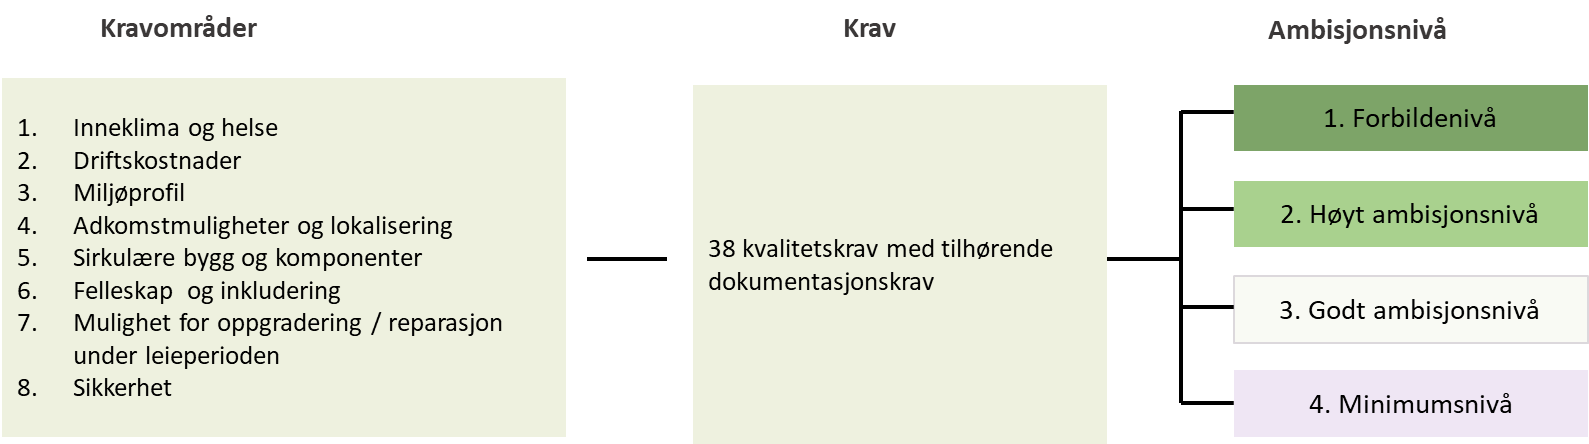 Kravområder
Krav
Ambisjonsnivå
1. Inneklima og helse
2. Driftskostnader
3. Miljøprofil
4. Adkomstmuligheter og lokalisering
5. Sirkulære bygg og komponenter
6. Felleskap og inkludering
7. Mulighet for oppgradering / reparasjon
under leieperioden
8. Sikkerhet
38 kvalitetskrav med tilhørende
dokumentasjonskrav
1. Forbildenivå
2. Høyt ambisjonsnivå
3. Godt ambisjonsnivå
4. Minimumsnivå